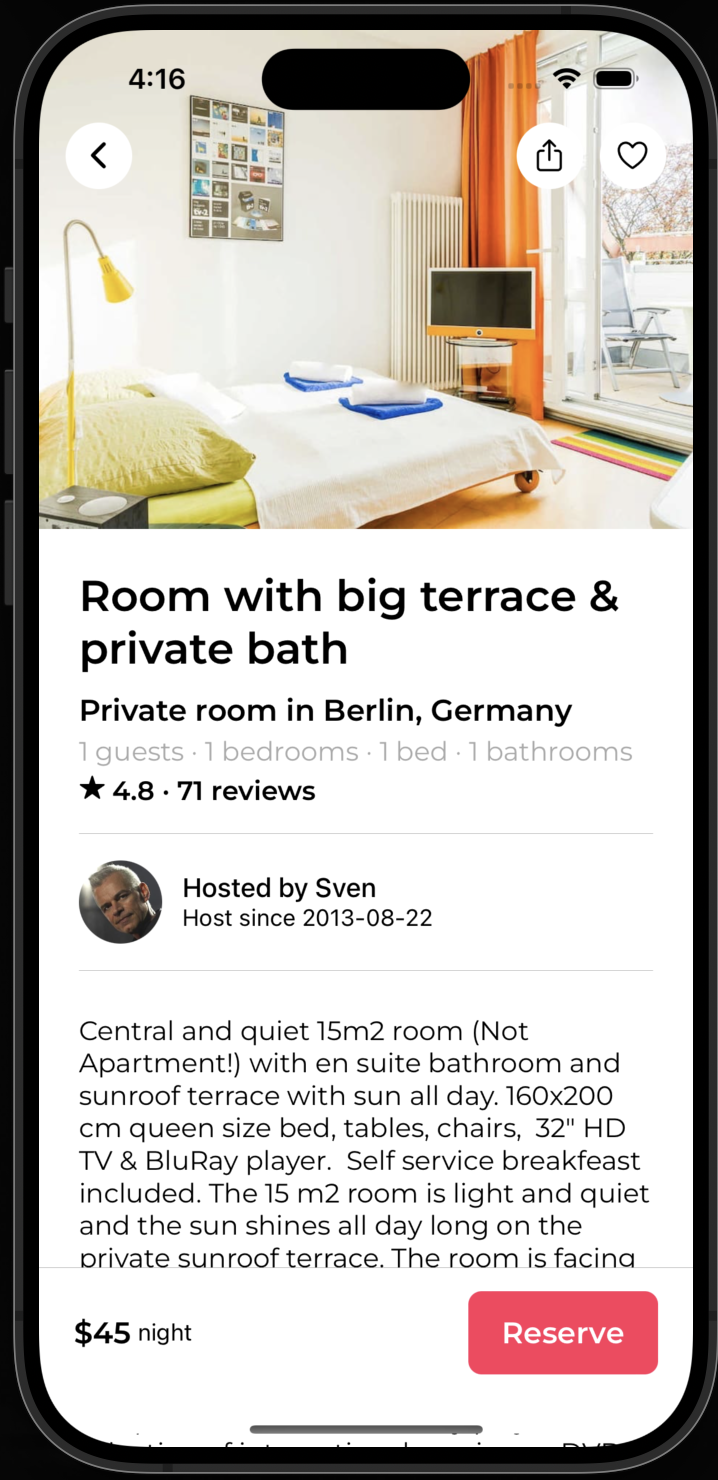 4:16
tv-2
Room with big terrace &
private bath
Private room in Berlin, Germany
1 guests · 1 bedrooms · 1 bed · 1 bathrooms
★ 4.8 · 71 reviews
Hosted by Sven
Host since 2013-08-22
Central and quiet 15m2 room (Not
Apartment!) with en suite bathroom and
sunroof terrace with sun all day. 160x200
cm queen size bed, tables, chairs,  32" HD
TV & BluRay player.  Self service breakfeast
included. The 15 m2 room is light and quiet
and the sun shines all day long on the
private sunroof terrace. The room is facing
$45 night
Reserve